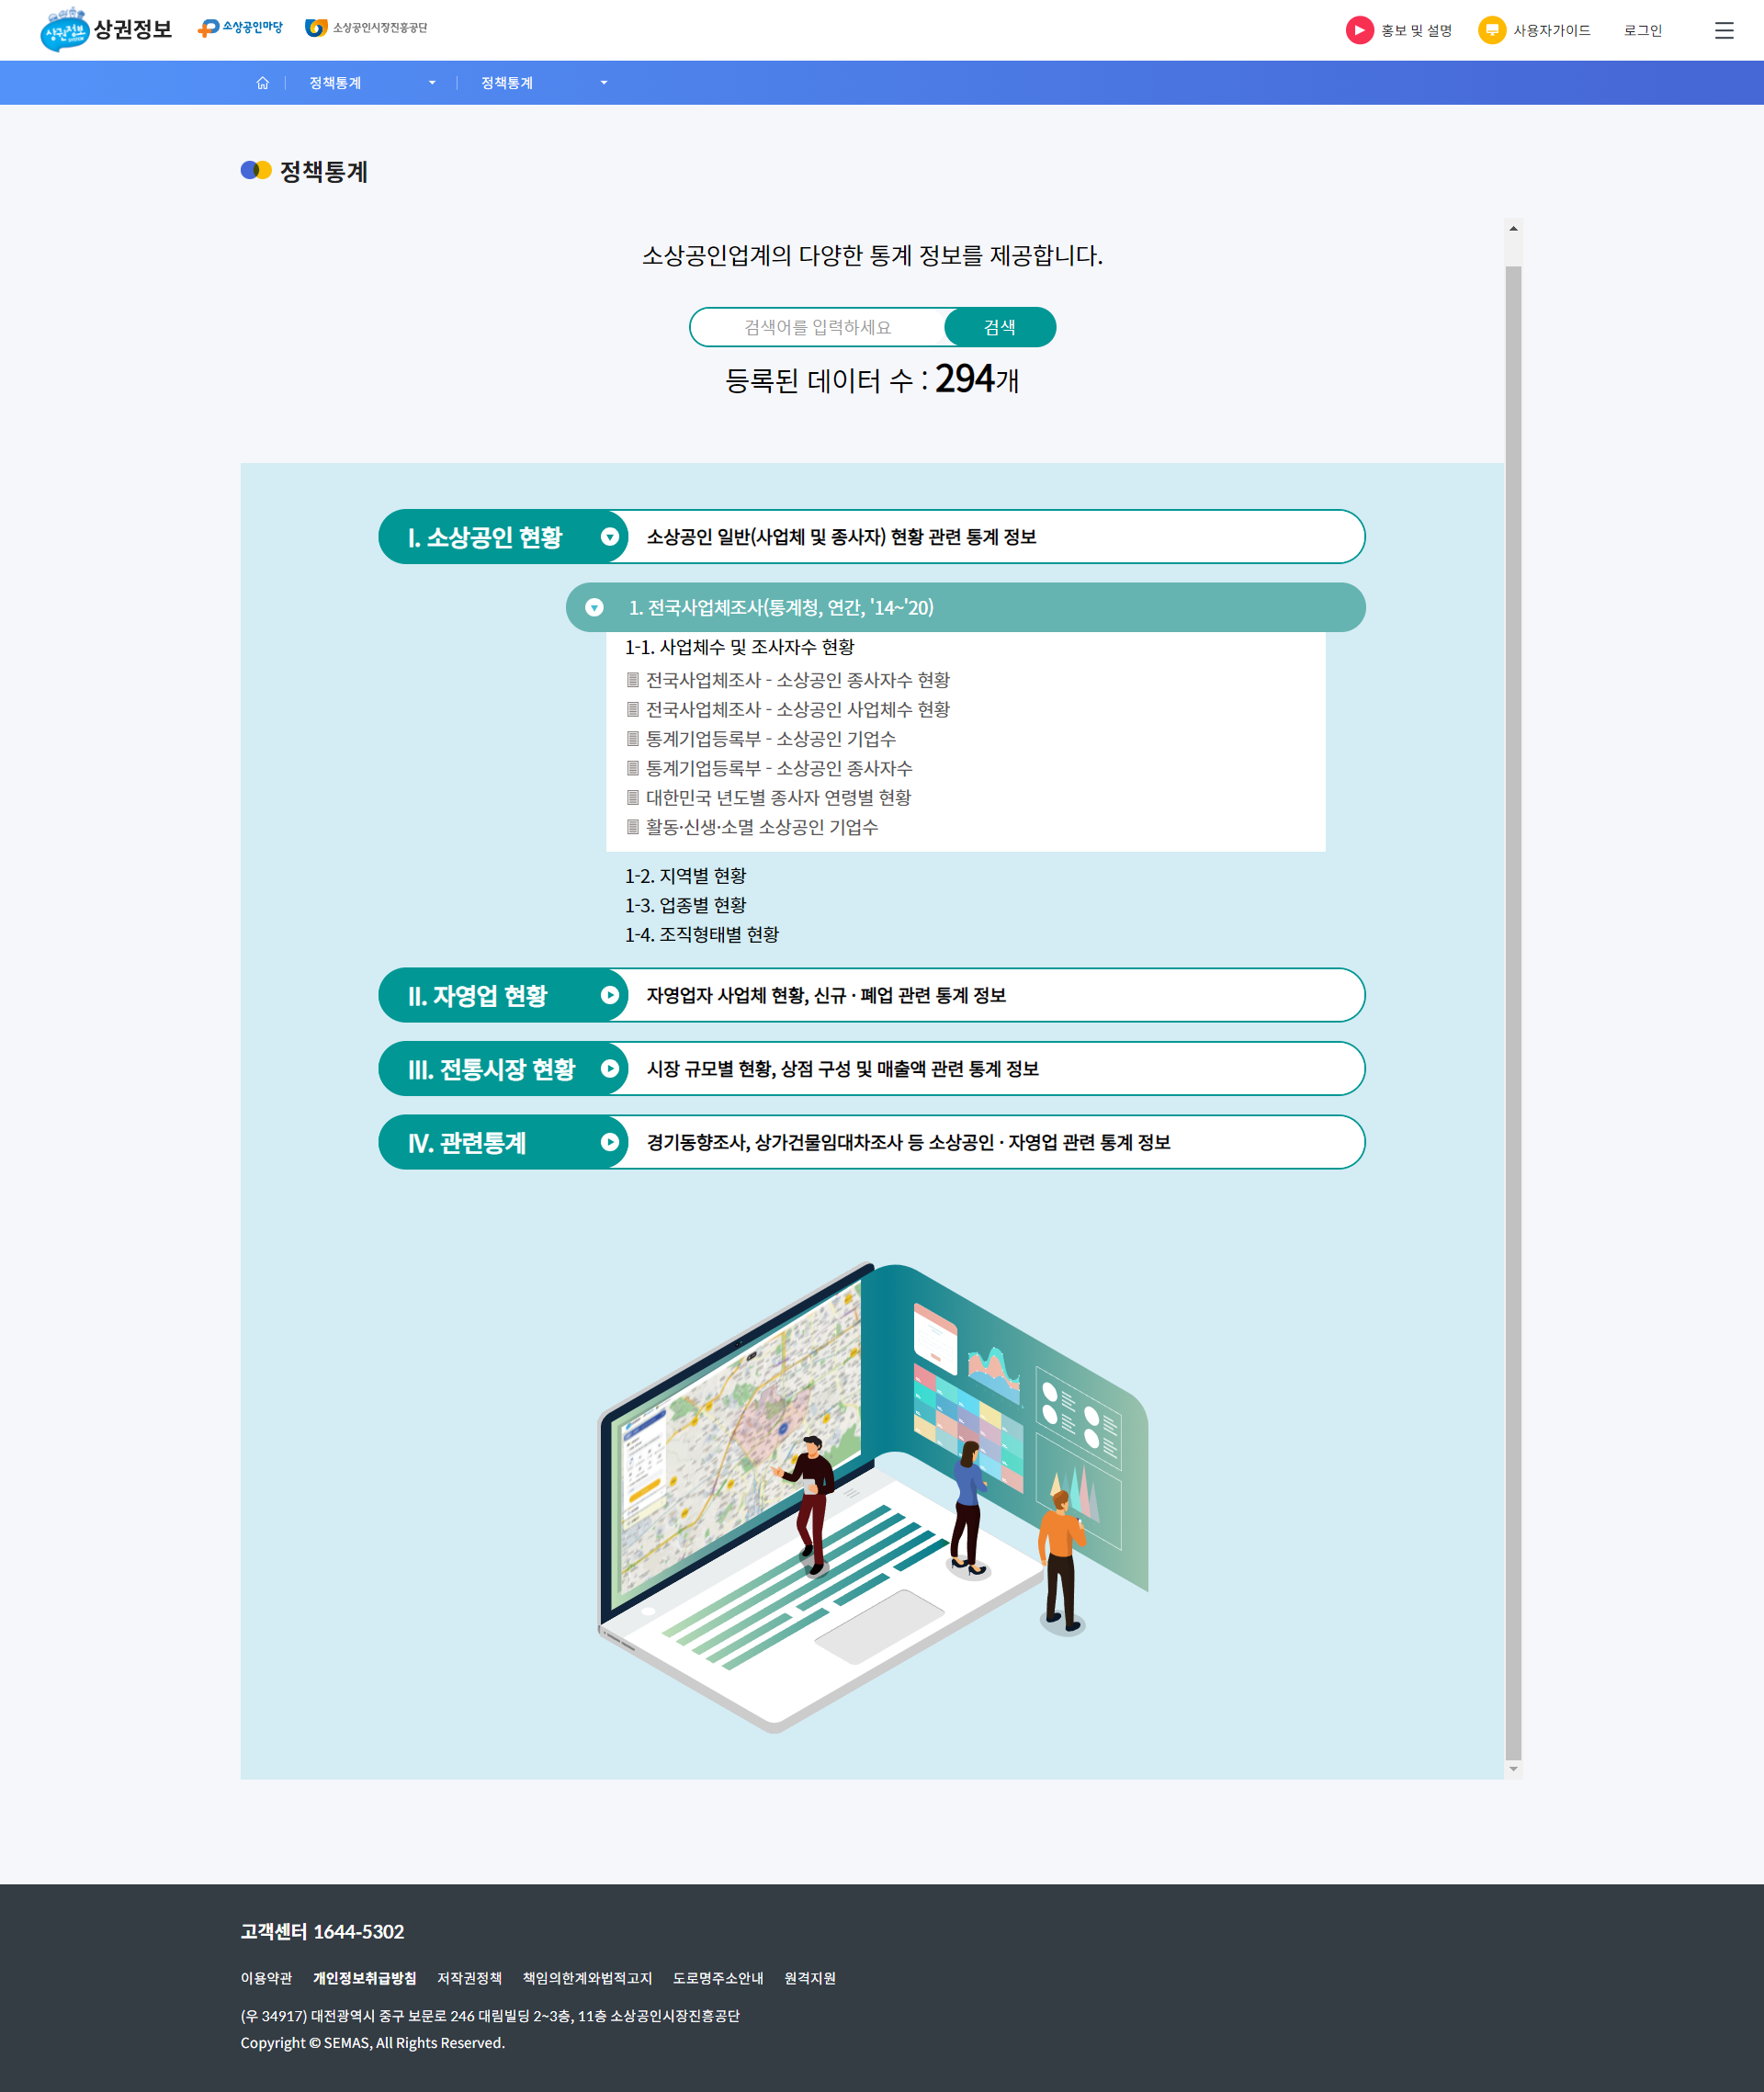 상권정보 상권정보 소상공인마당 소상공인시장진흥공단 홍보 및 설명 사용자가이드 로그인
정책통계 정책통계
정책통계
소상공인업계의 다양한 통계 정보를 제공합니다.
검색어를 입력하세요 검색
등록된 데이터 수 : 294개
I. 소상공인 현황 소상공인 일반(사업체 및 종사자) 현황 관련 통계 정보
1. 전국사업체조사(통계청, 연간, '14~'20)
1-1. 사업체수 및 조사자수 현황
전국사업체조사 - 소상공인 종사자수 현황
전국사업체조사 - 소상공인 사업체수 현황
통계기업등록부 - 소상공인 기업수
통계기업등록부 - 소상공인 종사자수
대한민국 년도별 종사자 연령별 현황
활동·신생·소멸 소상공인 기업수
1-2. 지역별 현황
1-3. 업종별 현황
1-4. 조직형태별 현황
II. 자영업 현황 자영업자 사업체 현황, 신규 · 폐업 관련 통계 정보
III. 전통시장 현황 시장 규모별 현황, 상점 구성 및 매출액 관련 통계 정보
IV. 관련통계 경기동향조사, 상가건물임대차조사 등 소상공인 · 자영업 관련 통계 정보
고객센터 1644-5302
이용약관 개인정보취급방침 저작권정책 책임의한계와법적고지 도로명주소안내 원격지원
(우 34917) 대전광역시 중구 보문로 246 대림빌딩 2~3층, 11층 소상공인시장진흥공단
Copyright © SEMAS, All Rights Reserved.